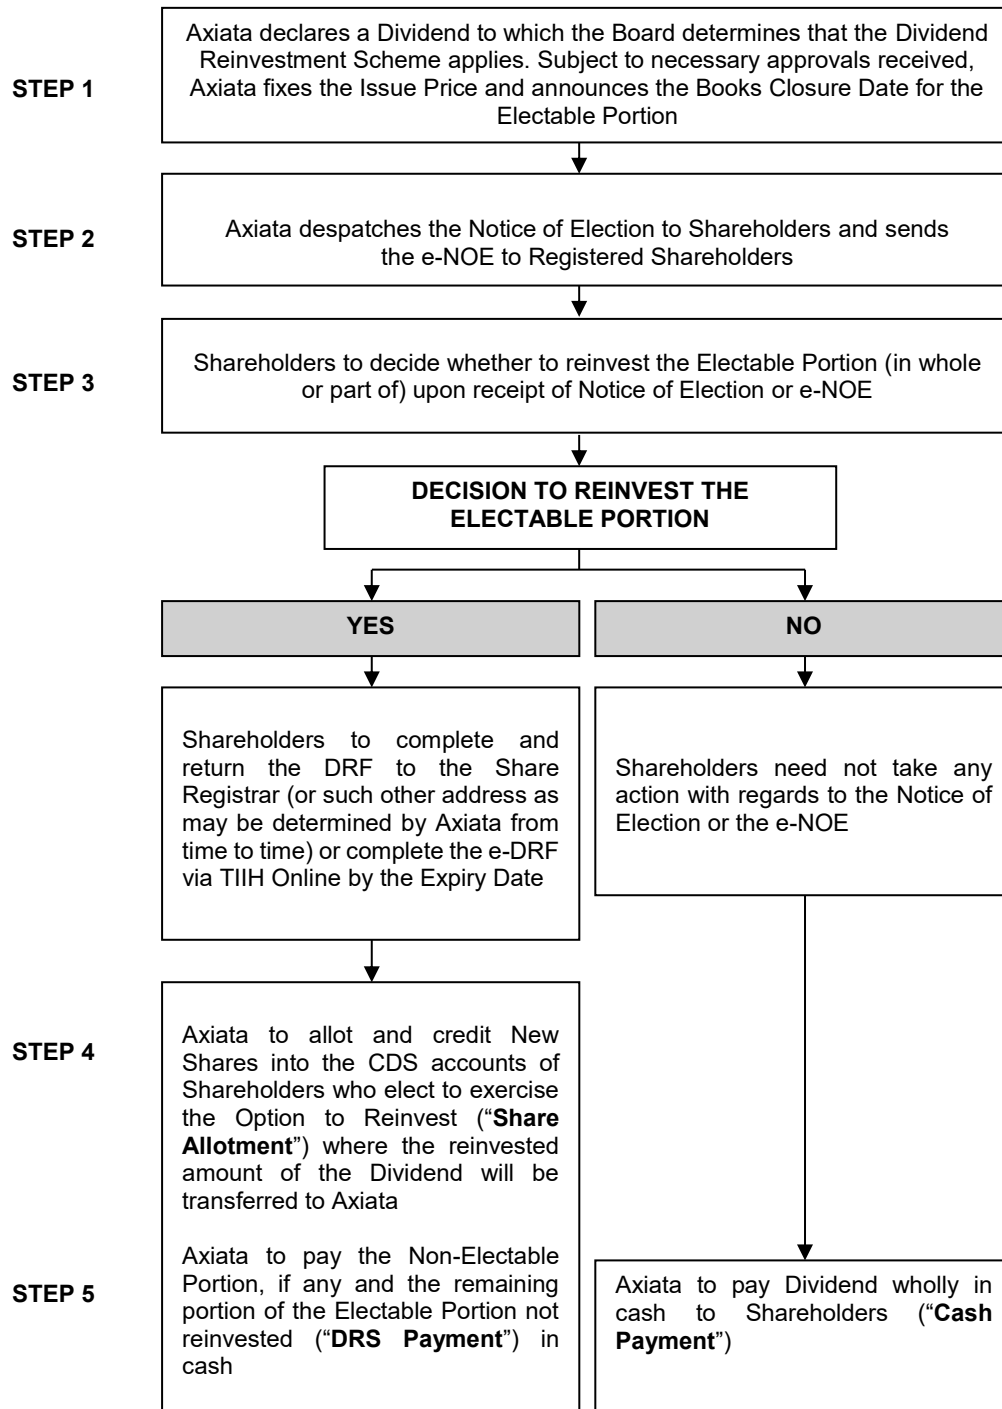 STEP 1
Axiata declares a Dividend to which the Board determines that the Dividend
Reinvestment Scheme applies. Subject to necessary approvals received,
Axiata fixes the Issue Price and announces the Books Closure Date for the
Electable Portion
STEP 2
Axiata despatches the Notice of Election to Shareholders and sends
the e-NOE to Registered Shareholders
STEP 3
Shareholders to decide whether to reinvest the Electable Portion (in whole
or part of) upon receipt of Notice of Election or e-NOE
DECISION TO REINVEST THE
ELECTABLE PORTION
YES
NO
Shareholders to complete and
return the DRF to the Share
Registrar (or such other address as
may be determined by Axiata from
time to time) or complete the e-DRF
via TIIH Online by the Expiry Date
Shareholders need not take any
action with regards to the Notice of
Election or the e-NOE
STEP 4
Axiata to allot and credit New
Shares into the CDS accounts of
Shareholders who elect to exercise
the Option to Reinvest (“Share
Allotment”) where the reinvested
amount of the Dividend will be
transferred to Axiata
STEP 5
Axiata to pay the Non-Electable
Portion, if any and the remaining
portion of the Electable Portion not
reinvested (“DRS Payment”) in
cash
Axiata to pay Dividend wholly in
cash to Shareholders (“Cash
Payment”)